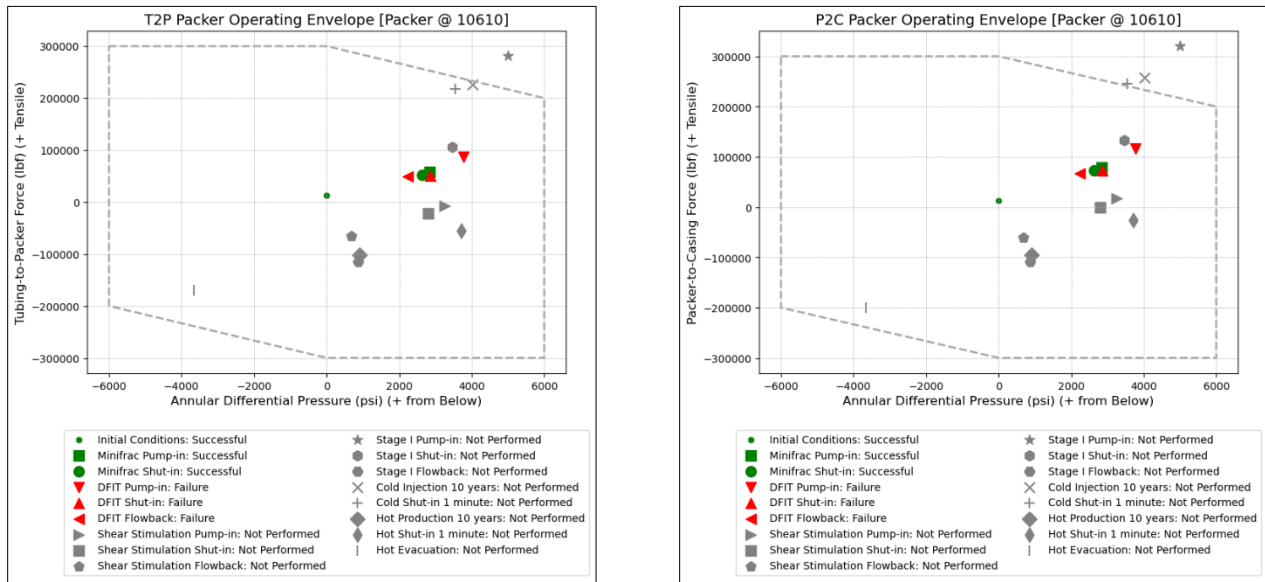 T2P Packer Operating Envelope [Packer @ 10610]
Tubing-to-Packer Force (lbf) (+ Tensile)
300000
200000
100000
0
−100000
−200000
−300000
−6000 −4000 −2000 0 2000 4000 6000
Annular Differential Pressure (psi) (+ from Below)
Initial Conditions: Successful
Minifrac Pump-in: Successful
Minifrac Shut-in: Successful
DFIT Pump-in: Failure
DFIT Shut-in: Failure
DFIT Flowback: Failure
Shear Stimulation Pump-in: Not Performed
Shear Stimulation Shut-in: Not Performed
Shear Stimulation Flowback: Not Performed
Stage I Pump-in: Not Performed
Stage I Shut-in: Not Performed
Stage I Flowback: Not Performed
Cold Injection 10 years: Not Performed
Cold Shut-in 1 minute: Not Performed
Hot Production 10 years: Not Performed
Hot Shut-in 1 minute: Not Performed
Hot Evacuation: Not Performed
P2C Packer Operating Envelope [Packer @ 10610]
Packer-to-Casing Force (lbf) (+ Tensile)
300000
200000
100000
0
−100000
−200000
−300000
−6000 −4000 −2000 0 2000 4000 6000
Annular Differential Pressure (psi) (+ from Below)
Initial Conditions: Successful
Minifrac Pump-in: Successful
Minifrac Shut-in: Successful
DFIT Pump-in: Failure
DFIT Shut-in: Failure
DFIT Flowback: Failure
Shear Stimulation Pump-in: Not Performed
Shear Stimulation Shut-in: Not Performed
Shear Stimulation Flowback: Not Performed
Stage I Pump-in: Not Performed
Stage I Shut-in: Not Performed
Stage I Flowback: Not Performed
Cold Injection 10 years: Not Performed
Cold Shut-in 1 minute: Not Performed
Hot Production 10 years: Not Performed
Hot Shut-in 1 minute: Not Performed
Hot Evacuation: Not Performed